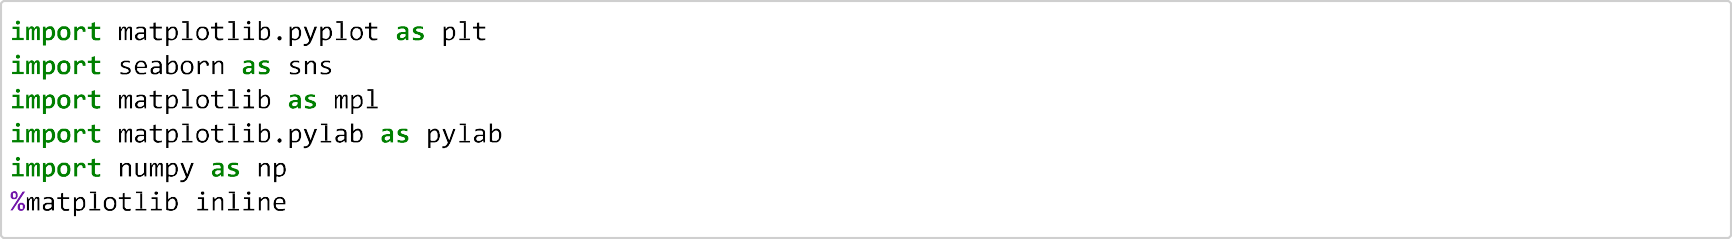 import matplotlib.pyplot as plt
import seaborn as sns
import matplotlib as mpl
import matplotlib.pylab as pylab
import numpy as np
%matplotlib inline